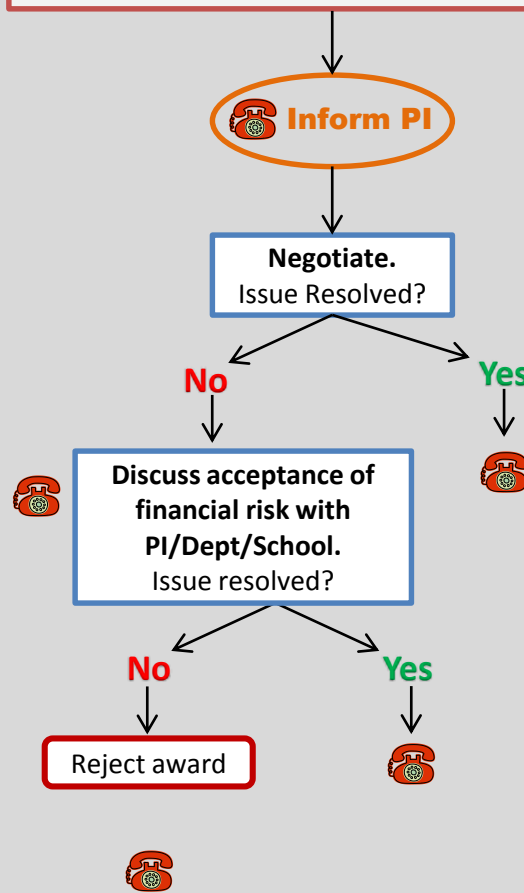 Inform PI
Negotiate.
Issue Resolved?
No
Yes
Discuss acceptance of
financial risk with
PI/Dept/School.
Issue resolved?
No
Yes
Reject award